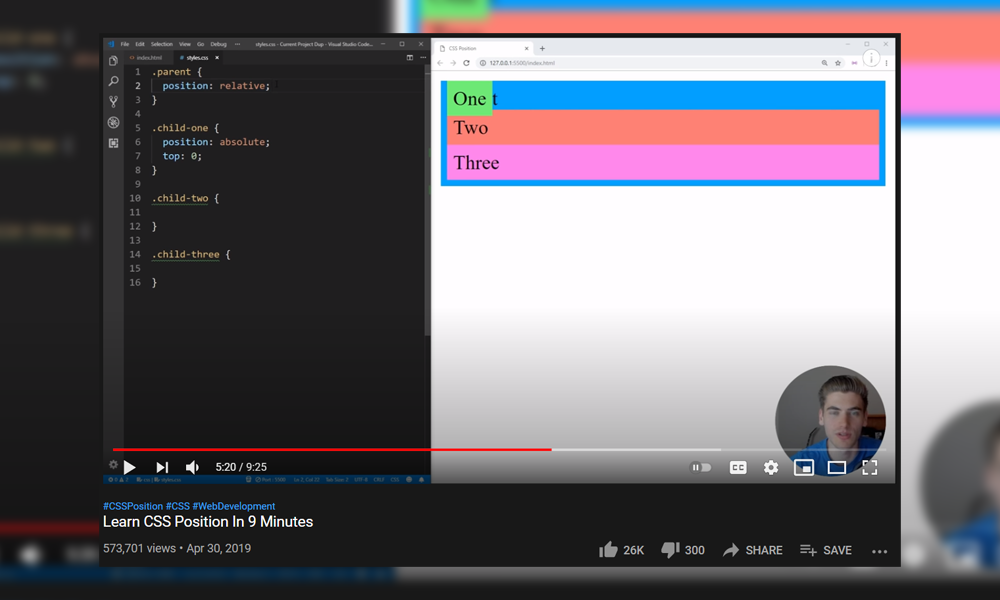 File Edit Selection View Go Debug ··· styles.css - Current Project Dup - Visual Studio Code...
index.html styles.css
1 .parent {
2 position: relative;
3 }
4
5 .child-one {
6 position: absolute;
7 top: 0;
8 }
9
10 .child-two {
11
12 }
13
14 .child-three {
15
16 }
CSS Position
127.0.0.1:5500/index.html
One t
Two
Three
5:20 / 9:25
CC
#CSSPosition #CSS #WebDevelopment
Learn CSS Position In 9 Minutes
573,701 views • Apr 30, 2019
26K 300 SHARE SAVE